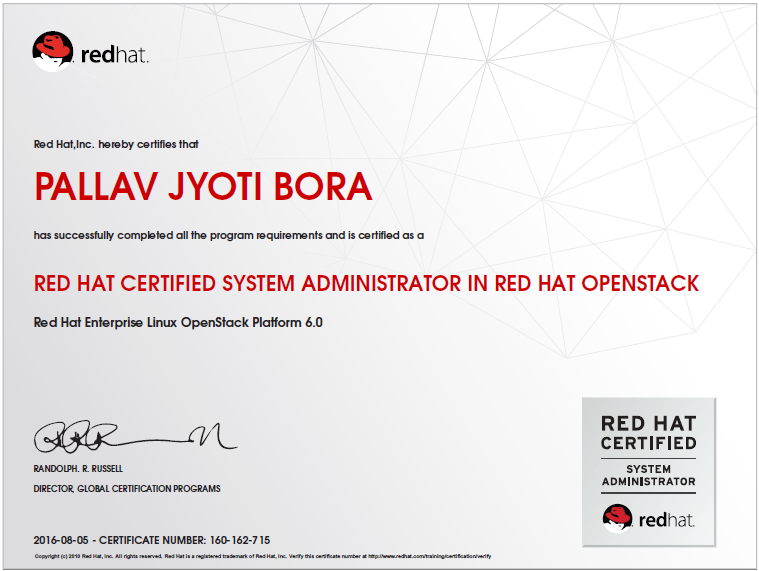 redhat.
Red Hat,Inc. hereby certifies that
PALLAV JYOTI BORA
has successfully completed all the program requirements and is certified as a
RED HAT CERTIFIED SYSTEM ADMINISTRATOR IN RED HAT OPENSTACK
Red Hat Enterprise Linux OpenStack Platform 6.0
RANDOLPH. R. RUSSELL
DIRECTOR, GLOBAL CERTIFICATION PROGRAMS
2016-08-05 - CERTIFICATE NUMBER: 160-162-715
Copyright (c) 2010 Red Hat, Inc. All rights reserved. Red Hat is a registered trademark of Red Hat, Inc. Verify this certificate number at http://www.redhat.com/training/certification/verify
RED HAT
CERTIFIED
SYSTEM
ADMINISTRATOR
redhat.